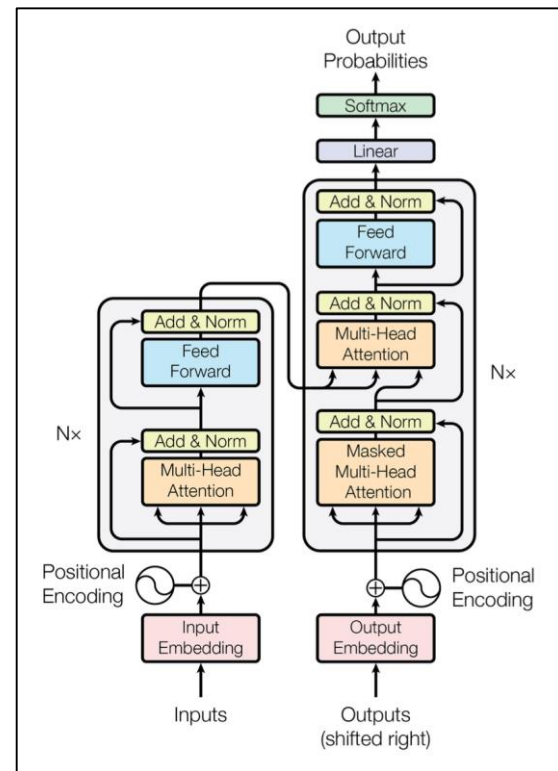 Output
Probabilities
Softmax
Linear
Add & Norm
Feed
Forward
Add & Norm
Multi-Head
Attention
Add & Norm
Masked
Multi-Head
Attention
Nx
Add & Norm
Feed
Forward
Add & Norm
Multi-Head
Attention
Nx
Positional
Encoding
Input
Embedding
Inputs
Positional
Encoding
Output
Embedding
Outputs
(shifted right)